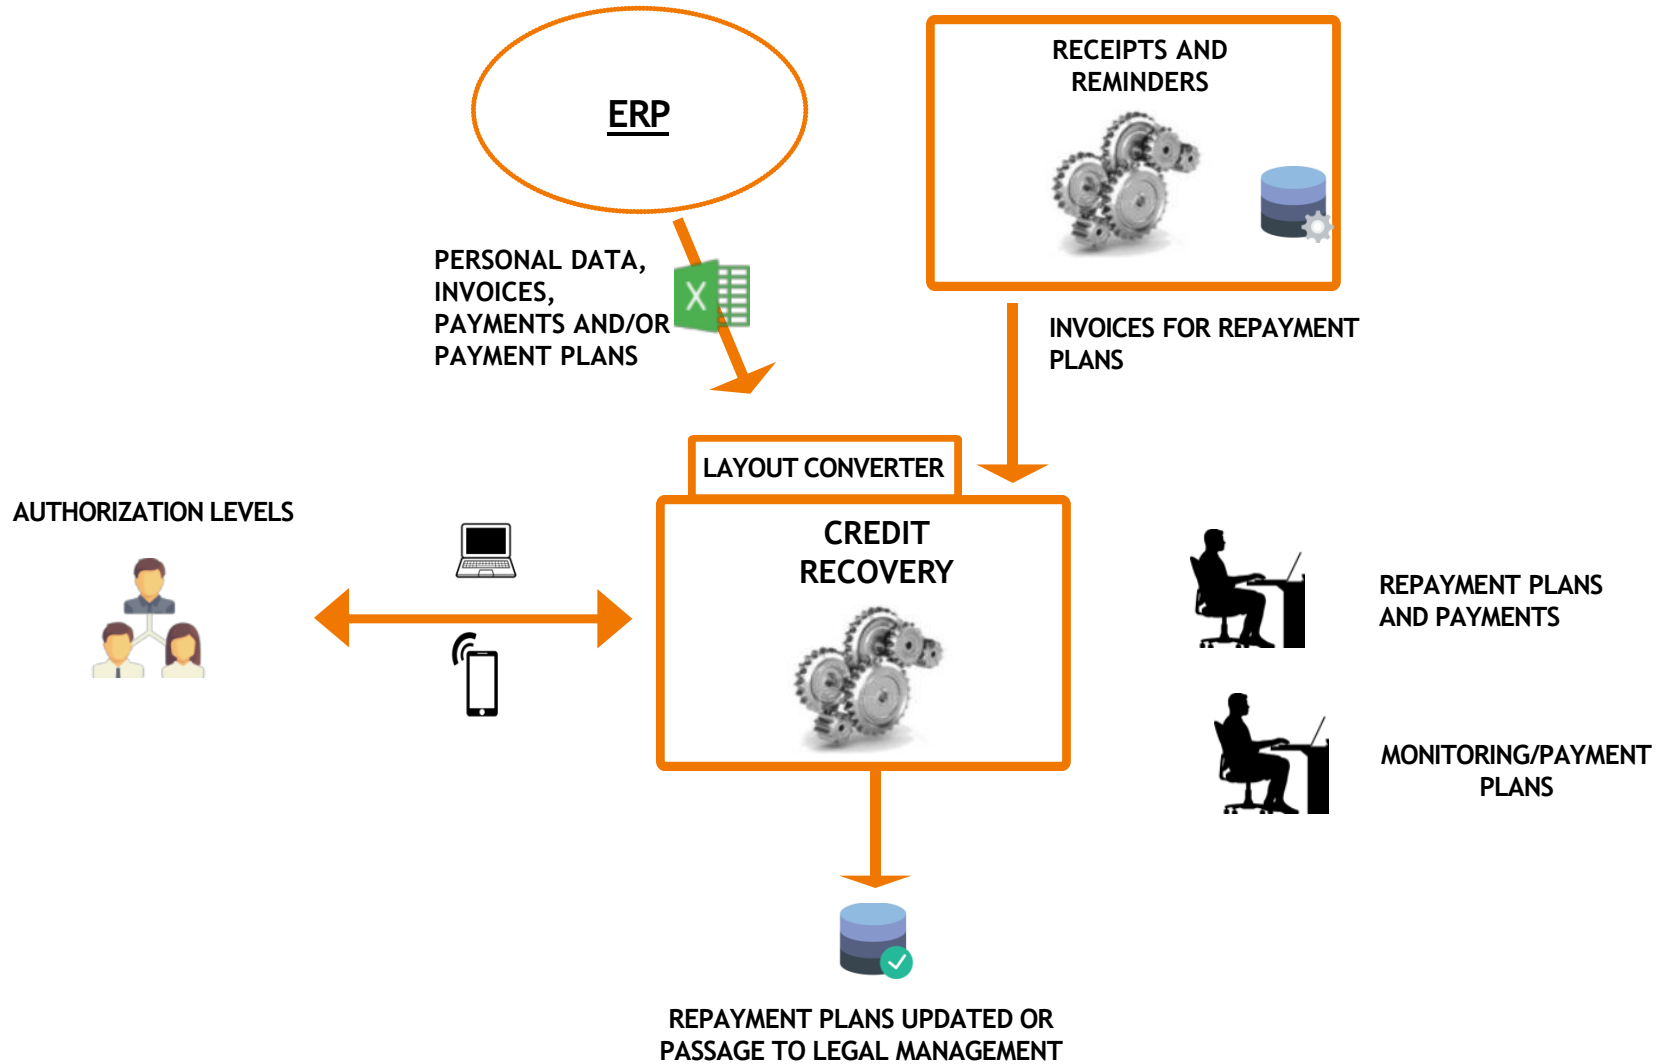 ERP
RECEIPTS AND
REMINDERS
PERSONAL DATA,
INVOICES,
PAYMENTS AND/OR
PAYMENT PLANS
X
INVOICES FOR REPAYMENT
PLANS
LAYOUT CONVERTER
AUTHORIZATION LEVELS
CREDIT
RECOVERY
REPAYMENT PLANS
AND PAYMENTS
MONITORING/PAYMENT
PLANS
REPAYMENT PLANS UPDATED OR
PASSAGE TO LEGAL MANAGEMENT